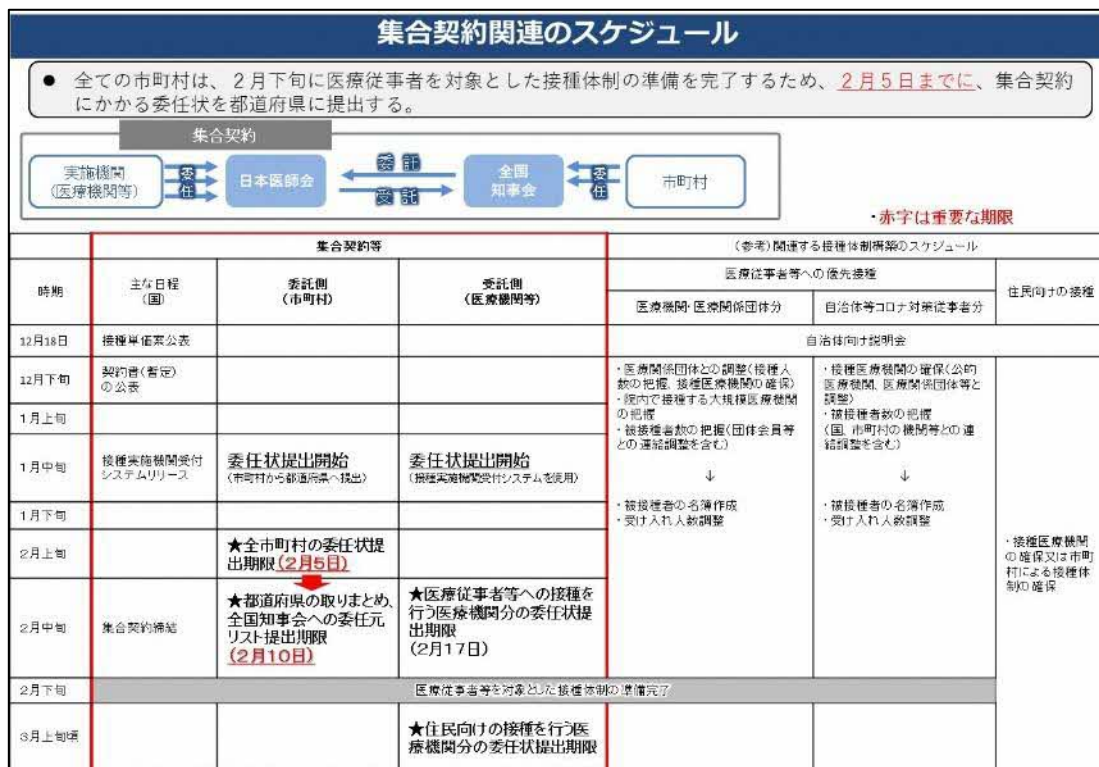 集合契約関連のスケジュール
● 全ての市町村は、２月下旬に医療従事者を対象とした接種体制の準備を完了するため、２月５日までに、集合契約
にかかる委任状を都道府県に提出する。
集合契約
実施機関
(医療機関等)
委任
日本医師会
委託
受託
全国
知事会
委任
市町村
・赤字は重要な期限
時期
集合契約等
(参考)関連する接種体制構築のスケジュール
主な日程
(国)
委託側
(市町村)
受託側
(医療機関等)
医療従事者等への優先接種
住民向けの接種
医療機関・医療関係団体分
自治体等コロナ対策従事者分
12月18日
接種単価案公表
自治体向け説明会
12月下旬
契約書(暫定)
の公表
・医療関係団体との調整(接種人
数の把握、接種医療機関の確保)
・院内で接種する大規模医療機関
の把握
・被接種者数の把握(団体会員等
との連絡調整を含む)
↓
・被接種者の名簿作成
・受け入れ人数調整
・接種医療機関の確保(公的
医療機関、医療関係団体等と
調整)
・被接種者数の把握
(国、市町村の機関等との連
絡調整を含む)
↓
・被接種者の名簿作成
・受け入れ人数調整
・接種医療機関
の確保又は市町
村による接種体
制の確保
1月上旬
1月中旬
接種実施機関受付
システムリリース
委任状提出開始
(市町村から都道府県へ提出)
委任状提出開始
(接種実施機関受付システムを使用)
1月下旬
2月上旬
★全市町村の委任状提
出期限(２月５日)
2月中旬
集合契約締結
★都道府県の取りまとめ、
全国知事会への委任元
リスト提出期限
(２月１０日)
★医療従事者等への接種を
行う医療機関分の委任状提
出期限
(２月１７日)
2月下旬
医療従事者等を対象とした接種体制の準備完了
3月上旬頃
★住民向けの接種を行う医
療機関分の委任状提出期限